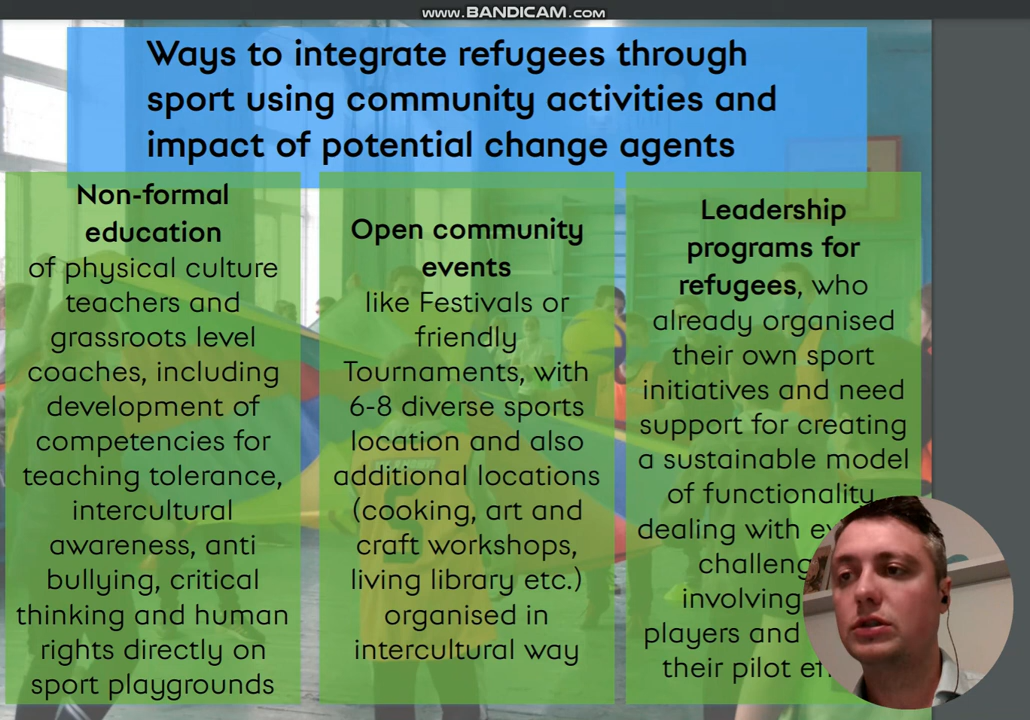 www.BANDICAM.com
Ways to integrate refugees through
sport using community activities and
impact of potential change agents
Non-formal
education
of physical culture
teachers and
grassroots level
coaches, including
development of
competencies for
teaching tolerance,
intercultural
awareness, anti
bullying, critical
thinking and human
rights directly on
sport playgrounds
Open community
events
like Festivals or
friendly
Tournaments, with
6-8 diverse sports
location and also
additional locations
(cooking, art and
craft workshops,
living library etc.)
organised in
intercultural way
Leadership
programs for
refugees, who
already organised
their own sport
initiatives and need
support for creating
a sustainable model
of functionality,
dealing with
involving
players and
their pilot